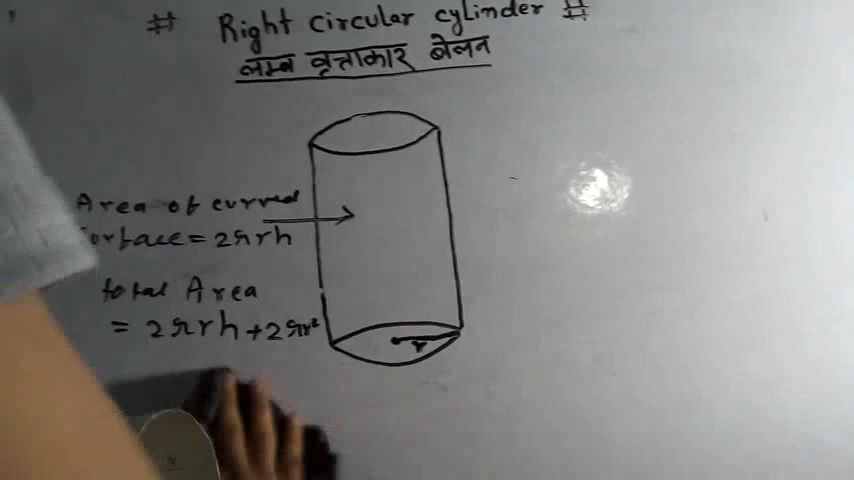 # Right circular cylinder #
लम्ब वृत्ताकार बेलन
Area of curved
Surface = 2πrh
total Area
= 2πrh + 2πr²
r